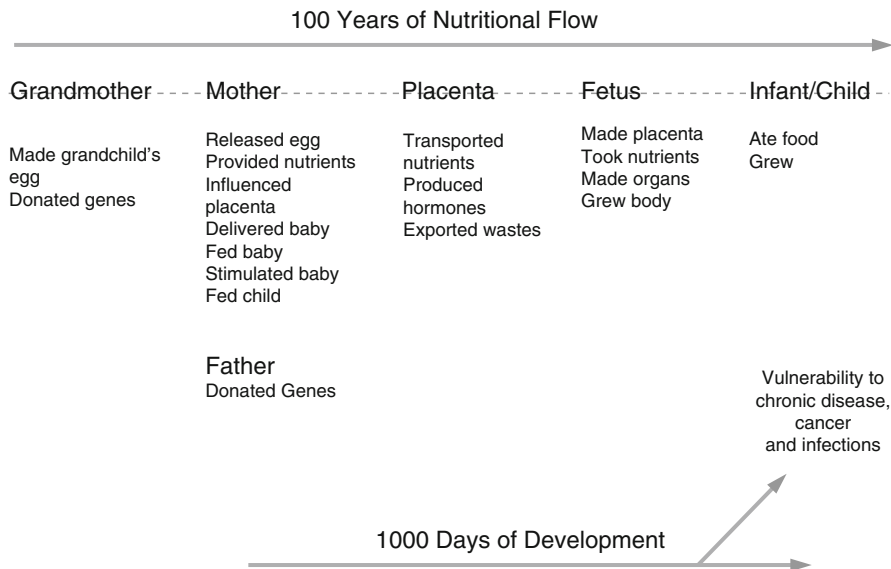 100 Years of Nutritional Flow
Grandmother
Made grandchild's
egg
Donated genes
Mother
Released egg
Provided nutrients
Influenced
placenta
Delivered baby
Fed baby
Stimulated baby
Fed child
Father
Donated Genes
Placenta
Transported
nutrients
Produced
hormones
Exported wastes
Fetus
Made placenta
Took nutrients
Made organs
Grew body
Infant/Child
Ate food
Grew
Vulnerability to
chronic disease,
cancer
and infections
1000 Days of Development